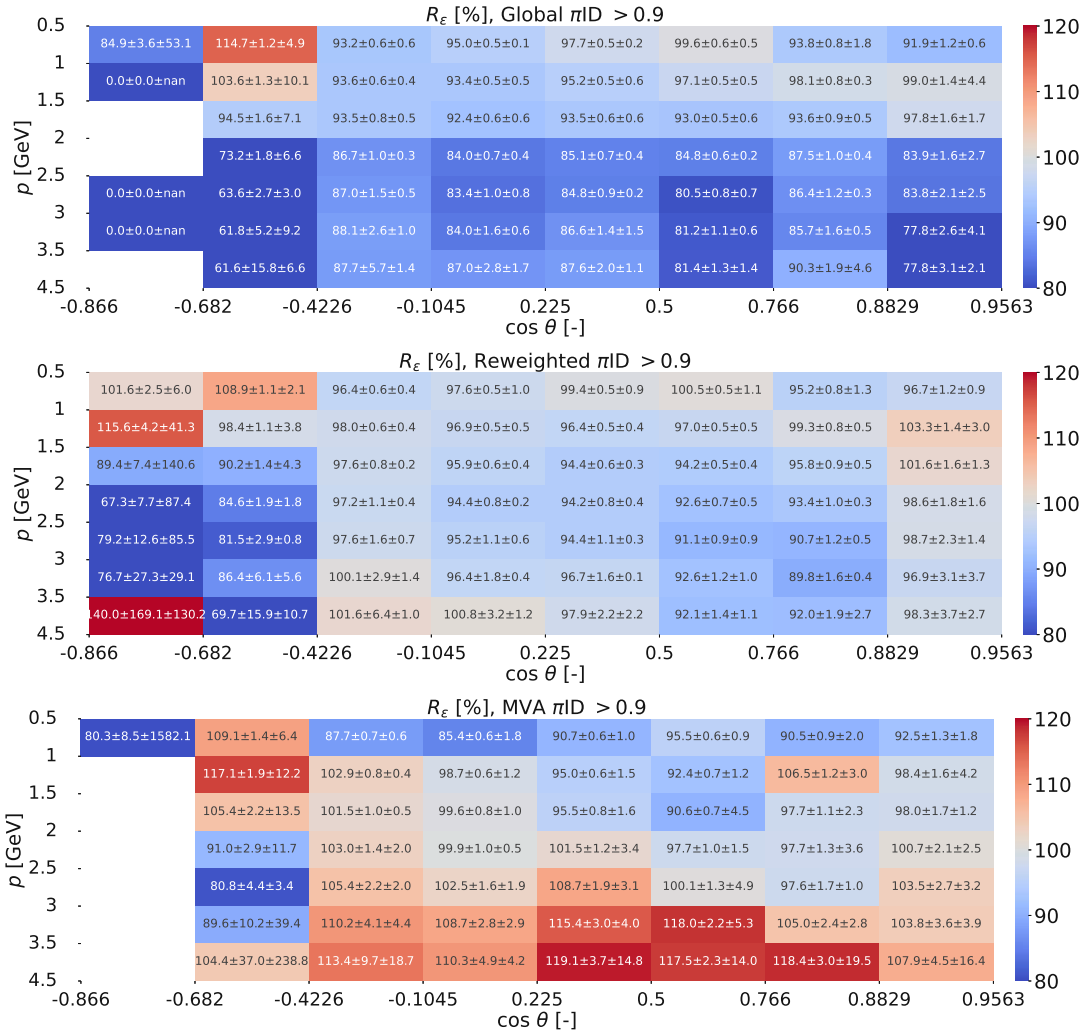 R_ε [%], Global πID > 0.9
0.5 84.9±3.6±53.1 114.7±1.2±4.9 93.2±0.6±0.6 95.0±0.5±0.1 97.7±0.5±0.2 99.6±0.6±0.5 93.8±0.8±1.8 91.9±1.2±0.6 120
1 0.0±0.0±nan 103.6±1.3±10.1 93.6±0.6±0.4 93.4±0.5±0.5 95.2±0.5±0.6 97.1±0.5±0.5 98.1±0.8±0.3 99.0±1.4±4.4 110
1.5 94.5±1.6±7.1 93.5±0.8±0.5 92.4±0.6±0.6 93.5±0.6±0.6 93.0±0.5±0.6 93.6±0.9±0.5 97.8±1.6±1.7
2 73.2±1.8±6.6 86.7±1.0±0.3 84.0±0.7±0.4 85.1±0.7±0.4 84.8±0.6±0.2 87.5±1.0±0.4 83.9±1.6±2.7 100
2.5 0.0±0.0±nan 63.6±2.7±3.0 87.0±1.5±0.5 83.4±1.0±0.8 84.8±0.9±0.2 80.5±0.8±0.7 86.4±1.2±0.3 83.8±2.1±2.5
3 0.0±0.0±nan 61.8±5.2±9.2 88.1±2.6±1.0 84.0±1.6±0.6 86.6±1.4±1.5 81.2±1.1±0.6 85.7±1.6±0.5 77.8±2.6±4.1 90
3.5 61.6±15.8±6.6 87.7±5.7±1.4 87.0±2.8±1.7 87.6±2.0±1.1 81.4±1.3±1.4 90.3±1.9±4.6 77.8±3.1±2.1
4.5 80
p [GeV]
-0.866 -0.682 -0.4226 -0.1045 0.225 0.5 0.766 0.8829 0.9563
cos θ [-]
R_ε [%], Reweighted πID > 0.9
0.5 101.6±2.5±6.0 108.9±1.1±2.1 96.4±0.6±0.4 97.6±0.5±1.0 99.4±0.5±0.9 100.5±0.5±1.1 95.2±0.8±1.3 96.7±1.2±0.9 120
1 115.6±4.2±41.3 98.4±1.1±3.8 98.0±0.6±0.4 96.9±0.5±0.5 96.4±0.5±0.4 97.0±0.5±0.5 99.3±0.8±0.5 103.3±1.4±3.0 110
1.5 89.4±7.4±140.6 90.2±1.4±4.3 97.6±0.8±0.2 95.9±0.6±0.4 94.4±0.6±0.3 94.2±0.5±0.4 95.8±0.9±0.5 101.6±1.6±1.3
2 67.3±7.7±87.4 84.6±1.9±1.8 97.2±1.1±0.4 94.4±0.8±0.2 94.2±0.8±0.4 92.6±0.7±0.5 93.4±1.0±0.3 98.6±1.8±1.6 100
2.5 79.2±12.6±85.5 81.5±2.9±0.8 97.6±1.6±0.7 95.2±1.1±0.6 94.4±1.1±0.3 91.1±0.9±0.9 90.7±1.2±0.5 98.7±2.3±1.4
3 76.7±27.3±29.1 86.4±6.1±5.6 100.1±2.9±1.4 96.4±1.8±0.4 96.7±1.6±0.1 92.6±1.2±1.0 89.8±1.6±0.4 96.9±3.1±3.7 90
3.5 40.0±169.1±130.2 69.7±15.9±10.7 101.6±6.4±1.0 100.8±3.2±1.2 97.9±2.2±2.2 92.1±1.4±1.1 92.0±1.9±2.7 98.3±3.7±2.7
4.5 80
p [GeV]
-0.866 -0.682 -0.4226 -0.1045 0.225 0.5 0.766 0.8829 0.9563
cos θ [-]
R_ε [%], MVA πID > 0.9
0.5 80.3±8.5±1582.1 109.1±1.4±6.4 87.7±0.7±0.6 85.4±0.6±1.8 90.7±0.6±1.0 95.5±0.6±0.9 90.5±0.9±2.0 92.5±1.3±1.8 120
1 117.1±1.9±12.2 102.9±0.8±0.4 98.7±0.6±1.2 95.0±0.6±1.5 92.4±0.7±1.2 106.5±1.2±3.0 98.4±1.6±4.2 110
1.5 105.4±2.2±13.5 101.5±1.0±0.5 99.6±0.8±1.0 95.5±0.8±1.6 90.6±0.7±4.5 97.7±1.1±2.3 98.0±1.7±1.2
2 91.0±2.9±11.7 103.0±1.4±2.0 99.9±1.0±0.5 101.5±1.2±3.4 97.7±1.0±1.5 97.7±1.3±3.6 100.7±2.1±2.5 100
2.5 80.8±4.4±3.4 105.4±2.2±2.0 102.5±1.6±1.9 108.7±1.9±3.1 100.1±1.3±4.9 97.6±1.7±1.0 103.5±2.7±3.2
3 89.6±10.2±39.4 110.2±4.1±4.4 108.7±2.8±2.9 115.4±3.0±4.0 118.0±2.2±5.3 105.0±2.4±2.8 103.8±3.6±3.9 90
3.5 104.4±37.0±238.8 113.4±9.7±18.7 110.3±4.9±4.2 119.1±3.7±14.8 117.5±2.3±14.0 118.4±3.0±19.5 107.9±4.5±16.4
4.5 80
p [GeV]
-0.866 -0.682 -0.4226 -0.1045 0.225 0.5 0.766 0.8829 0.9563
cos θ [-]